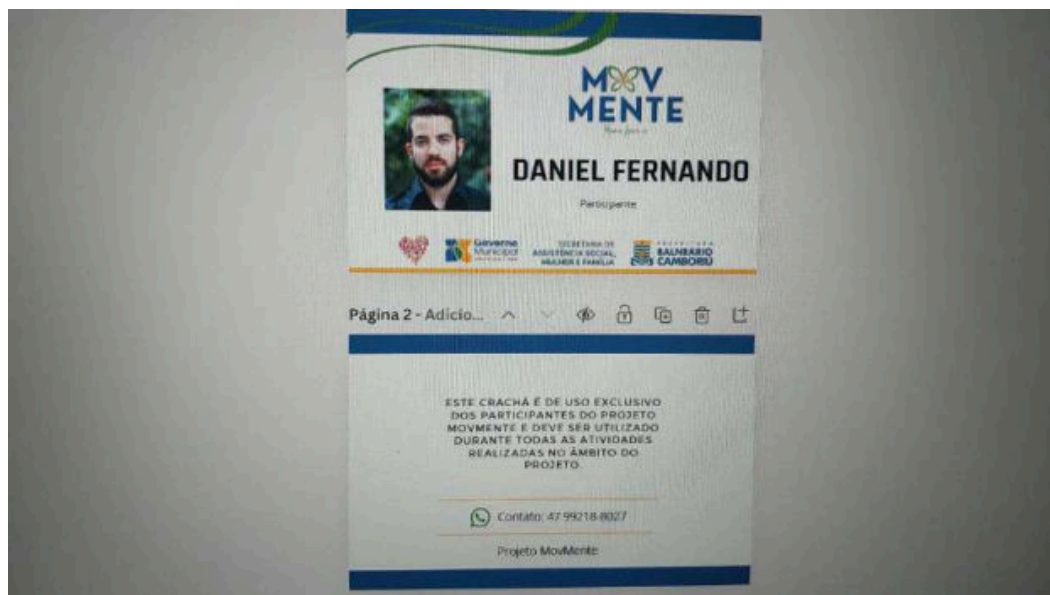 MOV
MENTE
DANIEL FERNANDO
Participante
Governo
Municipal
SECRETARIA DE
ASSISTÊNCIA SOCIAL,
MULHER E FAMÍLIA
PREFEITURA
BALNEÁRIO
CAMBORIÚ
Página 2 - Adicio...
ESTE CRACHÁ É DE USO EXCLUSIVO
DOS PARTICIPANTES DO PROJETO
MOVMENTE E DEVE SER UTILIZADO
DURANTE TODAS AS ATIVIDADES
REALIZADAS NO ÂMBITO DO
PROJETO.
Contato: 47 99218-8027
Projeto MovMente